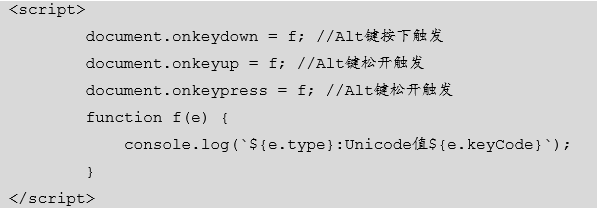 <script>
document.onkeydown = f; //Alt键按下触发
document.onkeyup = f; //Alt键松开触发
document.onkeypress = f; //Alt键松开触发
function f(e) {
console.log(`${e.type}:Unicode值${e.keyCode}`);
}
</script>